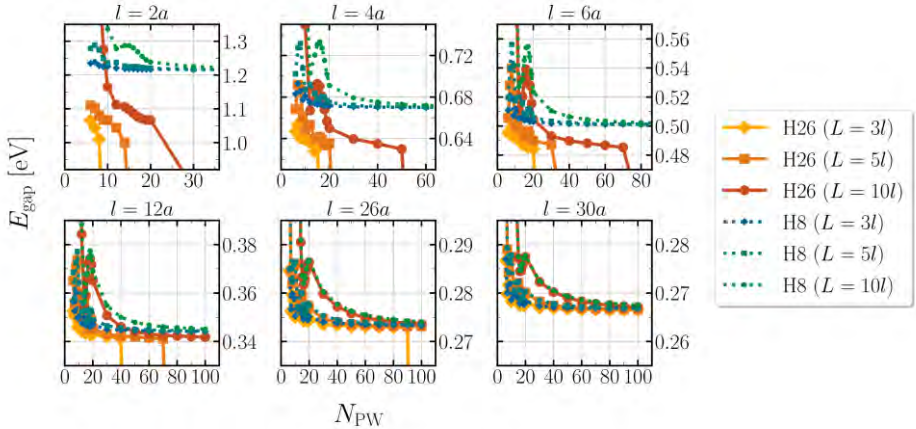 l = 2a
l = 4a
l = 6a
1.3
1.2
1.1
1.0
0.72
0.68
0.64
0.56
0.54
0.52
0.50
0.48
0 10 20 30
0 20 40 60
0 20 40 60 80
E_gap [eV]
l = 12a
l = 26a
l = 30a
0.38
0.36
0.34
0.29
0.28
0.27
0.28
0.27
0.26
0 20 40 60 80 100
0 20 40 60 80 100
0 20 40 60 80 100
N_PW
H26 (L = 3l)
H26 (L = 5l)
H26 (L = 10l)
H8 (L = 3l)
H8 (L = 5l)
H8 (L = 10l)